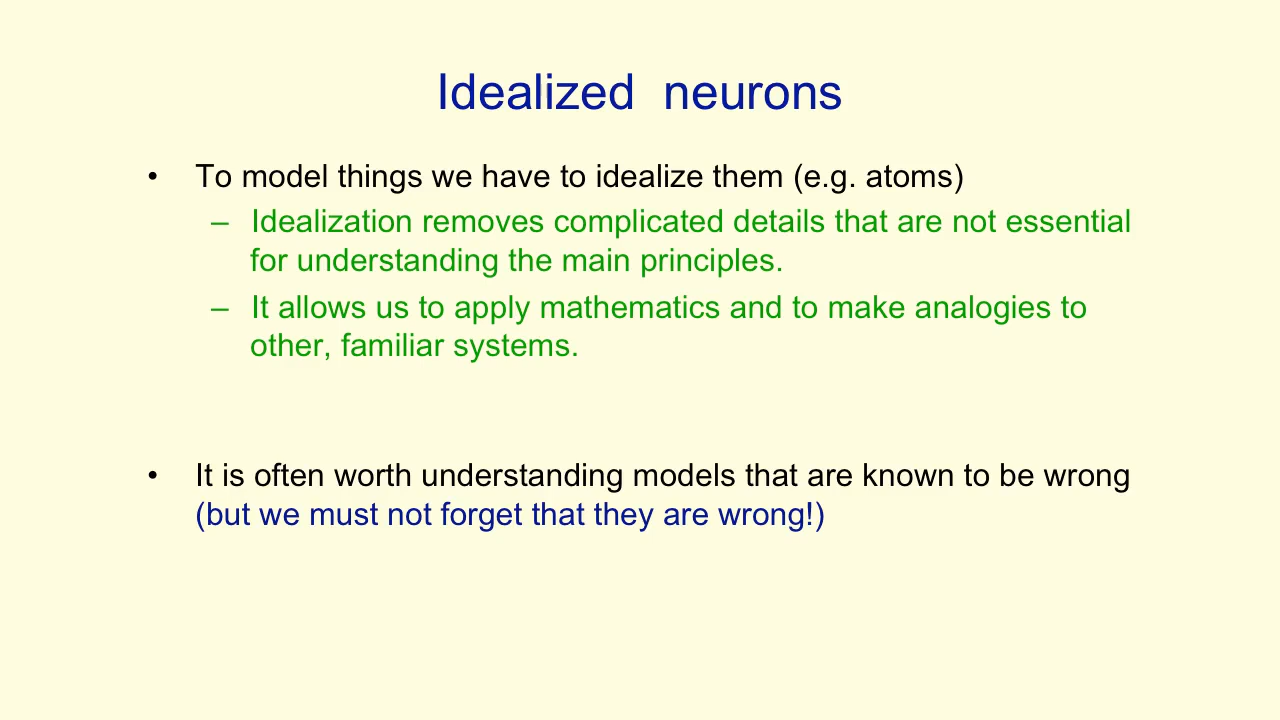 Idealized neurons
• To model things we have to idealize them (e.g. atoms)
– Idealization removes complicated details that are not essential
for understanding the main principles.
– It allows us to apply mathematics and to make analogies to
other, familiar systems.
• It is often worth understanding models that are known to be wrong
(but we must not forget that they are wrong!)